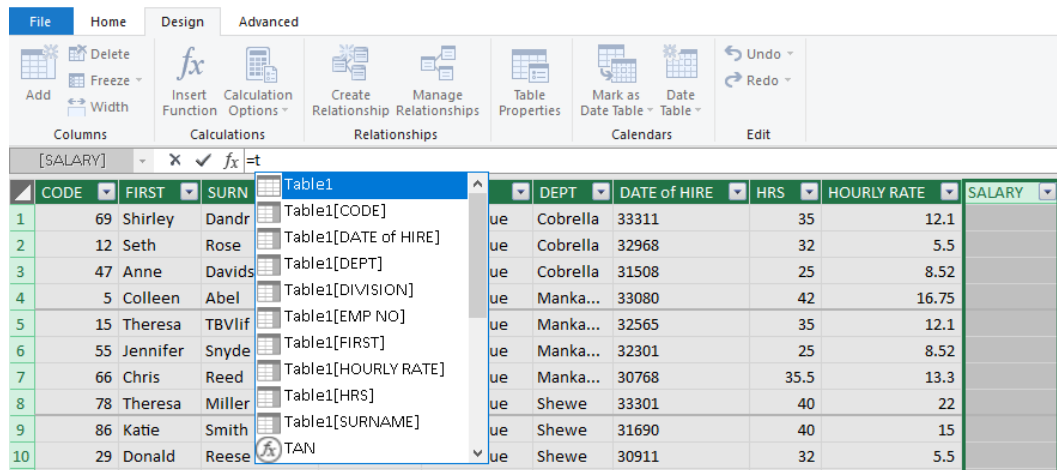 File Home Design Advanced
Delete
Freeze
Width
Add
Insert Function
Calculation Options
Create Relationship
Manage Relationships
Table Properties
Mark as Date Table
Date Table
Undo
Redo
Columns Calculations Relationships Calendars Edit
[SALARY] fx =t
CODE FIRST SURN DEPT DATE of HIRE HRS HOURLY RATE SALARY
Table1
Table1[CODE]
Table1[DATE of HIRE]
Table1[DEPT]
Table1[DIVISION]
Table1[EMP NO]
Table1[FIRST]
Table1[HOURLY RATE]
Table1[HRS]
Table1[SURNAME]
fx TAN
1 69 Shirley Dandr ue Cobrella 33311 35 12.1
2 12 Seth Rose ue Cobrella 32968 32 5.5
3 47 Anne Davids ue Cobrella 31508 25 8.52
4 5 Colleen Abel ue Manka... 33080 42 16.75
5 15 Theresa TBVlif ue Manka... 32565 35 12.1
6 55 Jennifer Snyde ue Manka... 32301 25 8.52
7 66 Chris Reed ue Manka... 30768 35.5 13.3
8 78 Theresa Miller ue Shewe 33301 40 22
9 86 Katie Smith ue Shewe 31690 40 15
10 29 Donald Reese ue Shewe 30911 32 5.5